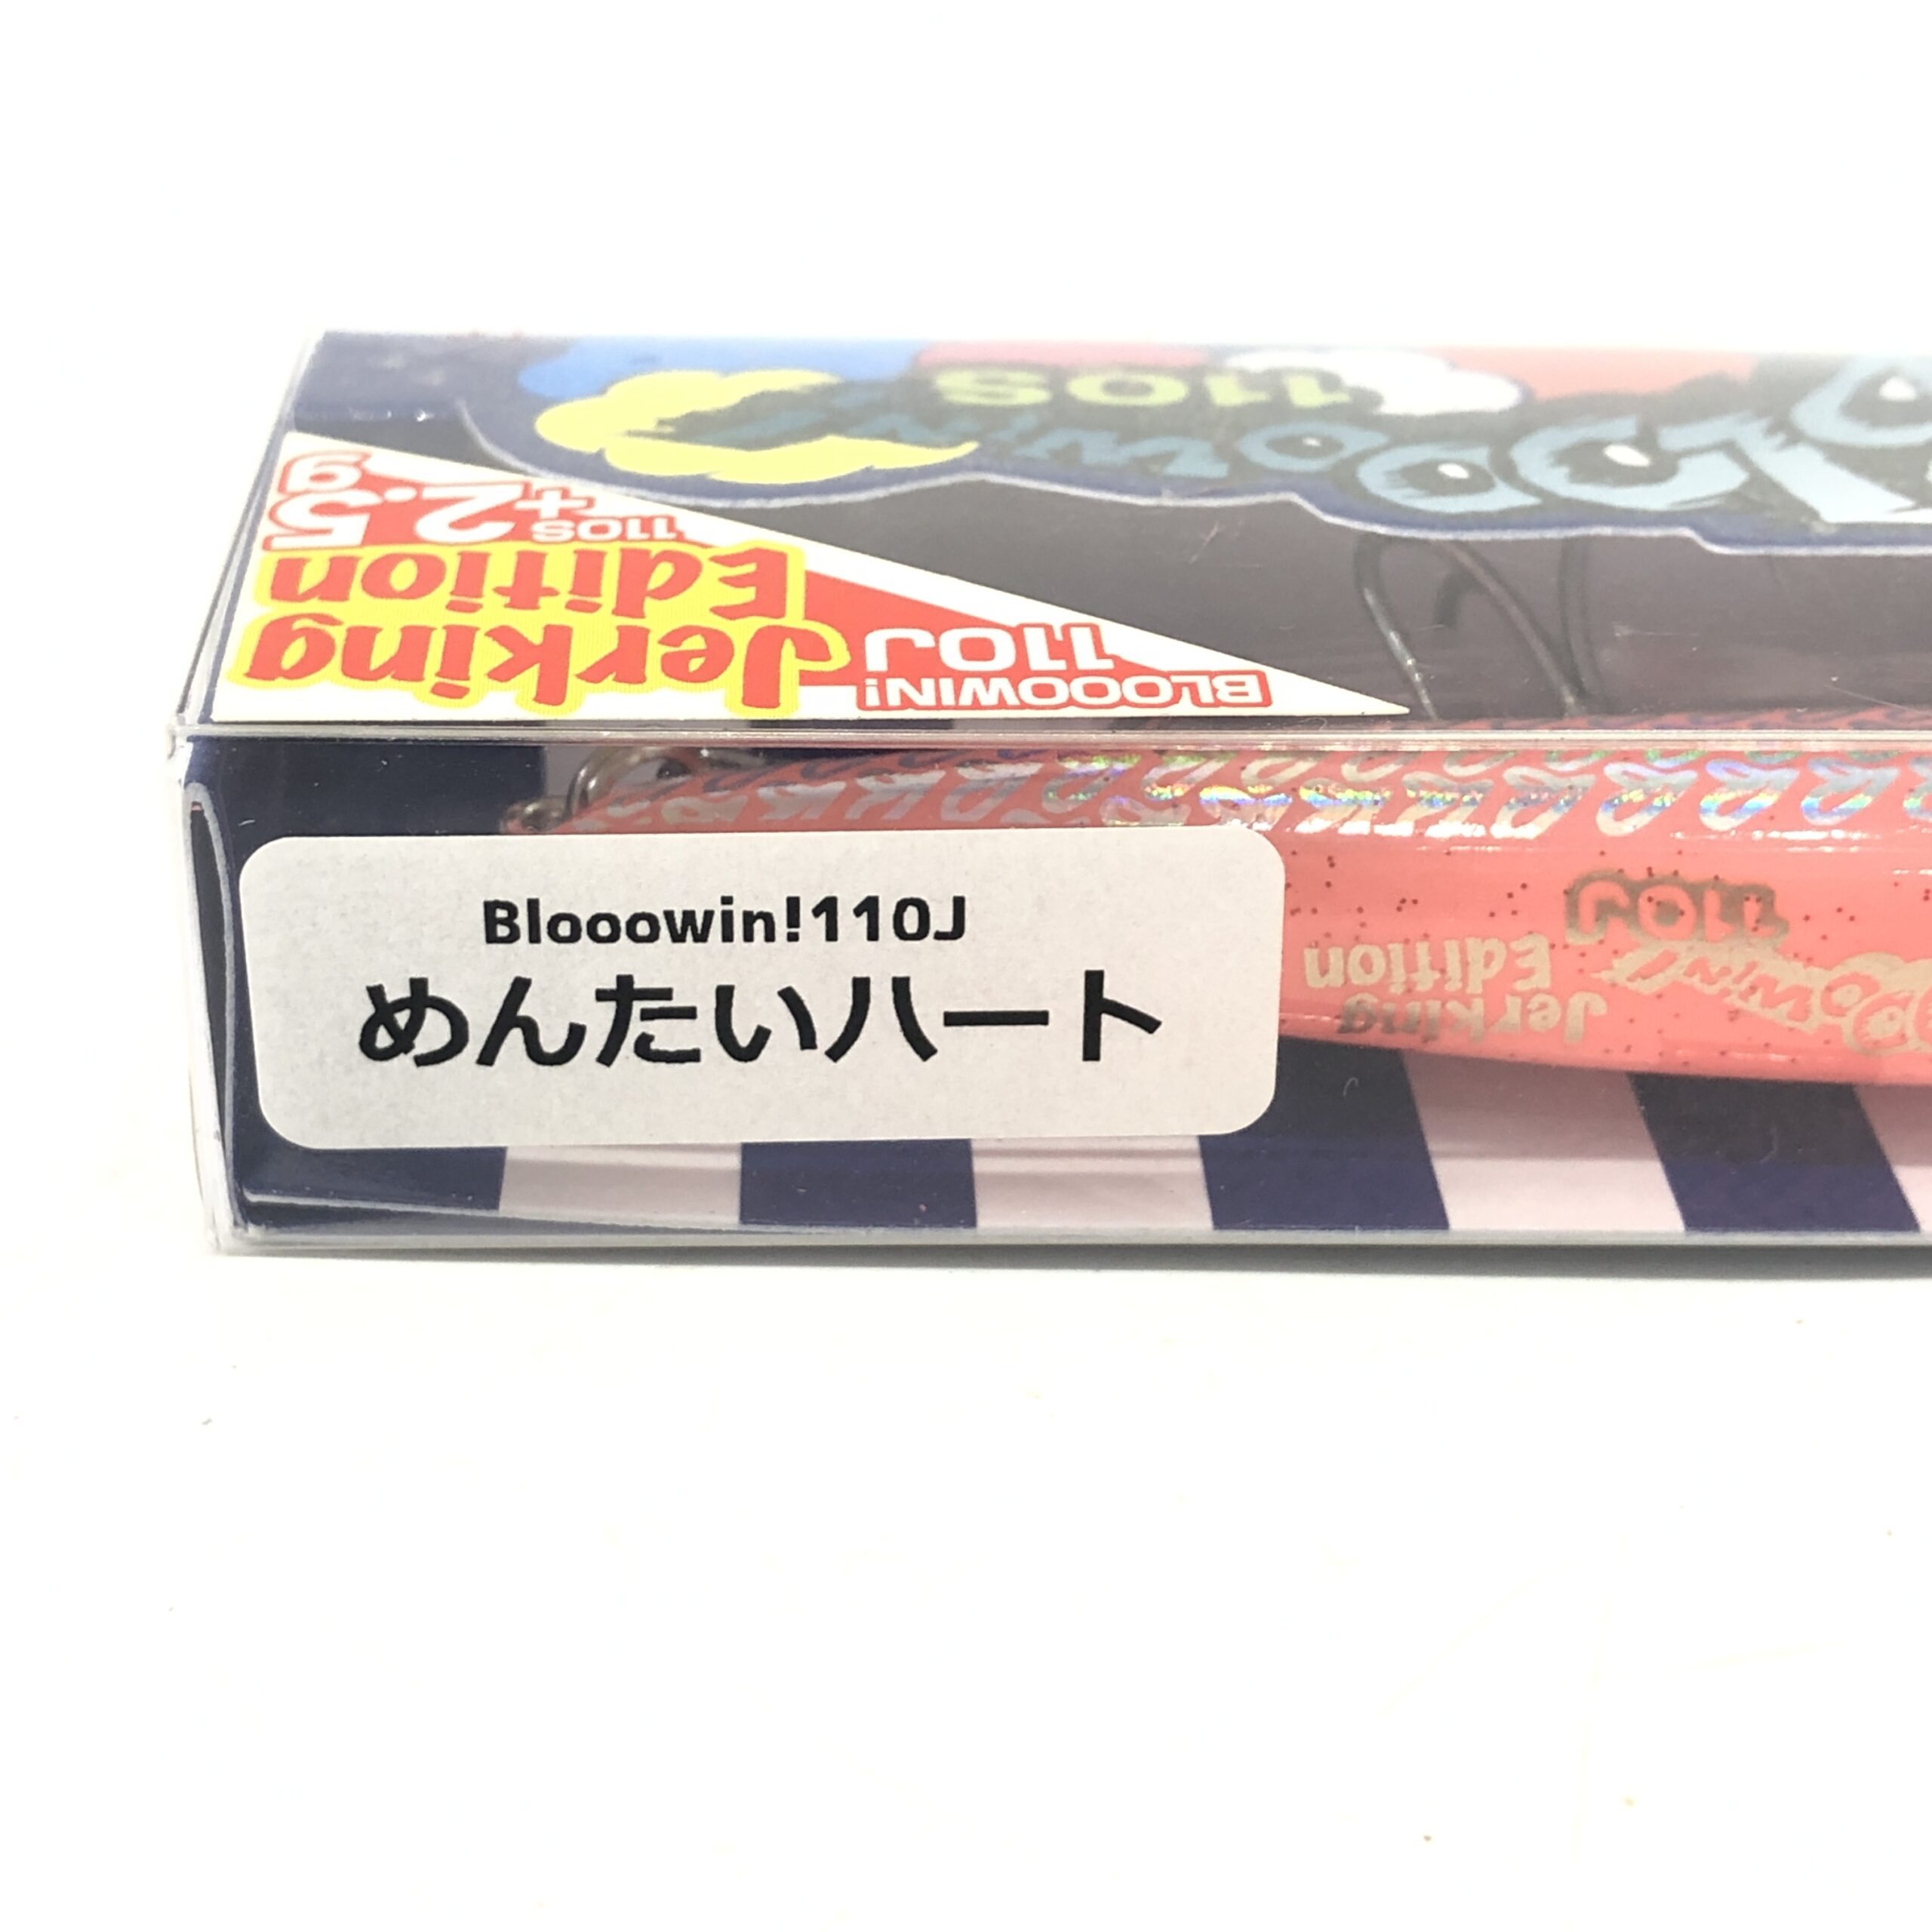 Blooowin!110J
めんたいハート
BLOOOWIN!
110J
Jerking
Edition
110S
+2.5g
Blooowin!
110S
Jerking
Edition
110J